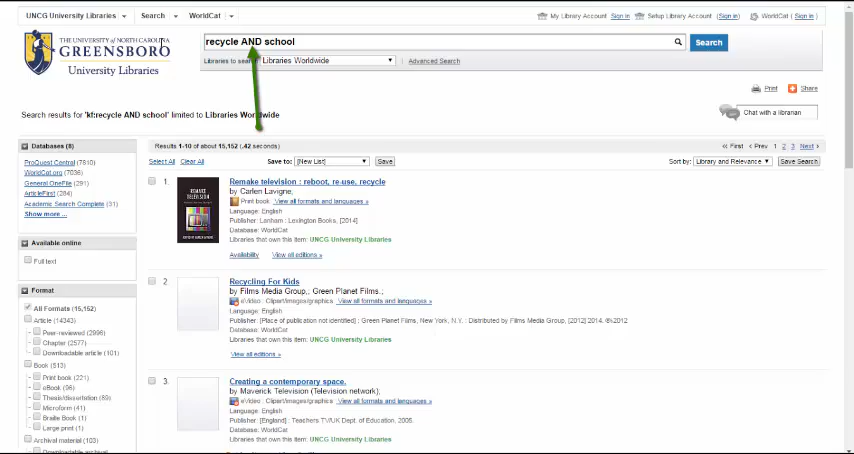 UNCG University Libraries Search WorldCat My Library Account Sign in Setup Library Account (Sign in) WorldCat (Sign in)
THE UNIVERSITY of NORTH CAROLINA
GREENSBORO
University Libraries
recycle AND school
Search
Libraries to search: Libraries Worldwide Advanced Search
Print Share
Search results for 'kf:recycle AND school' limited to Libraries Worldwide
Chat with a librarian
Databases (8)
ProQuest Central (7810)
WorldCat.org (7036)
General OneFile (291)
ArticleFirst (284)
Academic Search Complete (31)
Show more ...
Available online
Full text
Format
All Formats (15,152)
Article (14343)
Peer-reviewed (2996)
Chapter (2577)
Downloadable article (101)
Book (513)
Print book (221)
eBook (96)
Thesis/dissertation (89)
Microform (41)
Braille Book (1)
Large print (1)
Archival material (103)
Downloadable archival
Results 1-10 of about 15,152 (.42 seconds) First Prev 1 2 3 Next
Select All Clear All Save to: [New List] Save Sort by: Library and Relevance Save Search
1.
REMAKE
TELEVISION
Remake television : reboot, re-use, recycle
by Carlen Lavigne;
Print book View all formats and languages »
Language: English
Publisher: Lanham : Lexington Books, [2014]
Database: WorldCat
Libraries that own this item: UNCG University Libraries
Availability View all editions »
2.
Recycling For Kids
by Films Media Group,; Green Planet Films.;
eVideo : Clipart/images/graphics View all formats and languages »
Language: English
Publisher: [Place of publication not identified] : Green Planet Films, New York, N.Y. : Distributed by Films Media Group, [2012] 2014,
Database: WorldCat
Libraries that own this item: UNCG University Libraries
View all editions »
3.
Creating a contemporary space.
by Maverick Television (Television network);
eVideo : Clipart/images/graphics View all formats and languages »
Language: English
Publisher: [England] : Teachers TV/UK Dept. of Education, 2005.
Database: WorldCat
Libraries that own this item: UNCG University Libraries